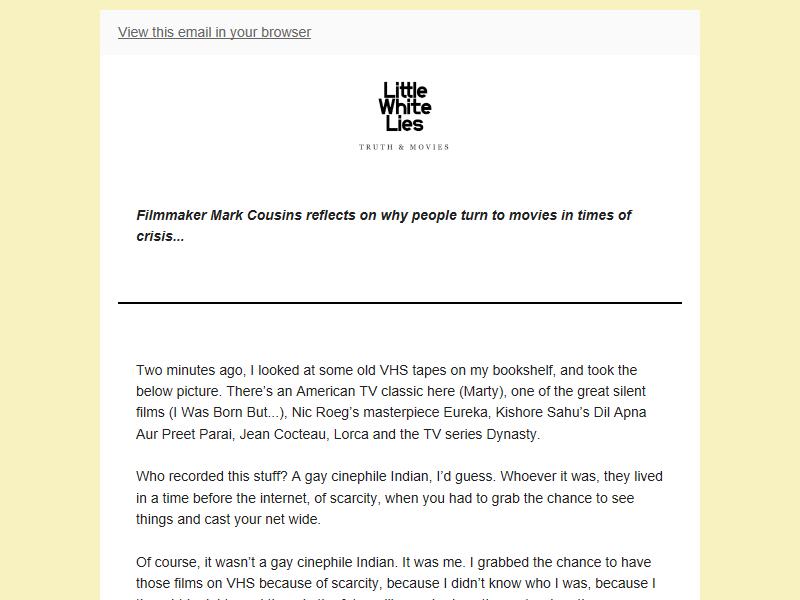 View this email in your browser
Little
White
Lies
TRUTH & MOVIES
Filmmaker Mark Cousins reflects on why people turn to movies in times of
crisis...
Two minutes ago, I looked at some old VHS tapes on my bookshelf, and took the
below picture. There’s an American TV classic here (Marty), one of the great silent
films (I Was Born But...), Nic Roeg’s masterpiece Eureka, Kishore Sahu’s Dil Apna
Aur Preet Parai, Jean Cocteau, Lorca and the TV series Dynasty.
Who recorded this stuff? A gay cinephile Indian, I’d guess. Whoever it was, they lived
in a time before the internet, of scarcity, when you had to grab the chance to see
things and cast your net wide.
Of course, it wasn’t a gay cinephile Indian. It was me. I grabbed the chance to have
those films on VHS because of scarcity, because I didn’t know who I was, because I